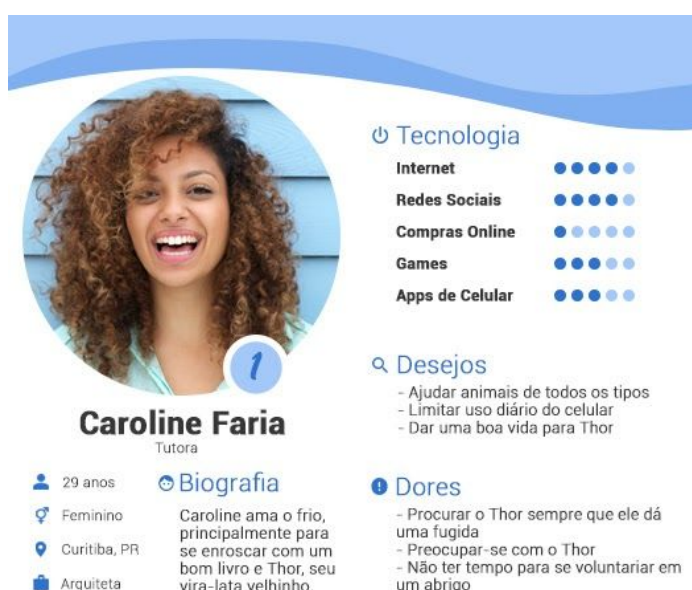 Tecnologia
Internet
Redes Sociais
Compras Online
Games
Apps de Celular
1
Caroline Faria
Tutora
29 anos
Feminino
Curitiba, PR
Arquiteta
Biografia
Caroline ama o frio,
principalmente para
se enroscar com um
bom livro e Thor, seu
vira-lata velhinho
Desejos
- Ajudar animais de todos os tipos
- Limitar uso diário do celular
- Dar uma boa vida para Thor
Dores
- Procurar o Thor sempre que ele dá
uma fugida
- Preocupar-se com o Thor
- Não ter tempo para se voluntariar em
um abrigo